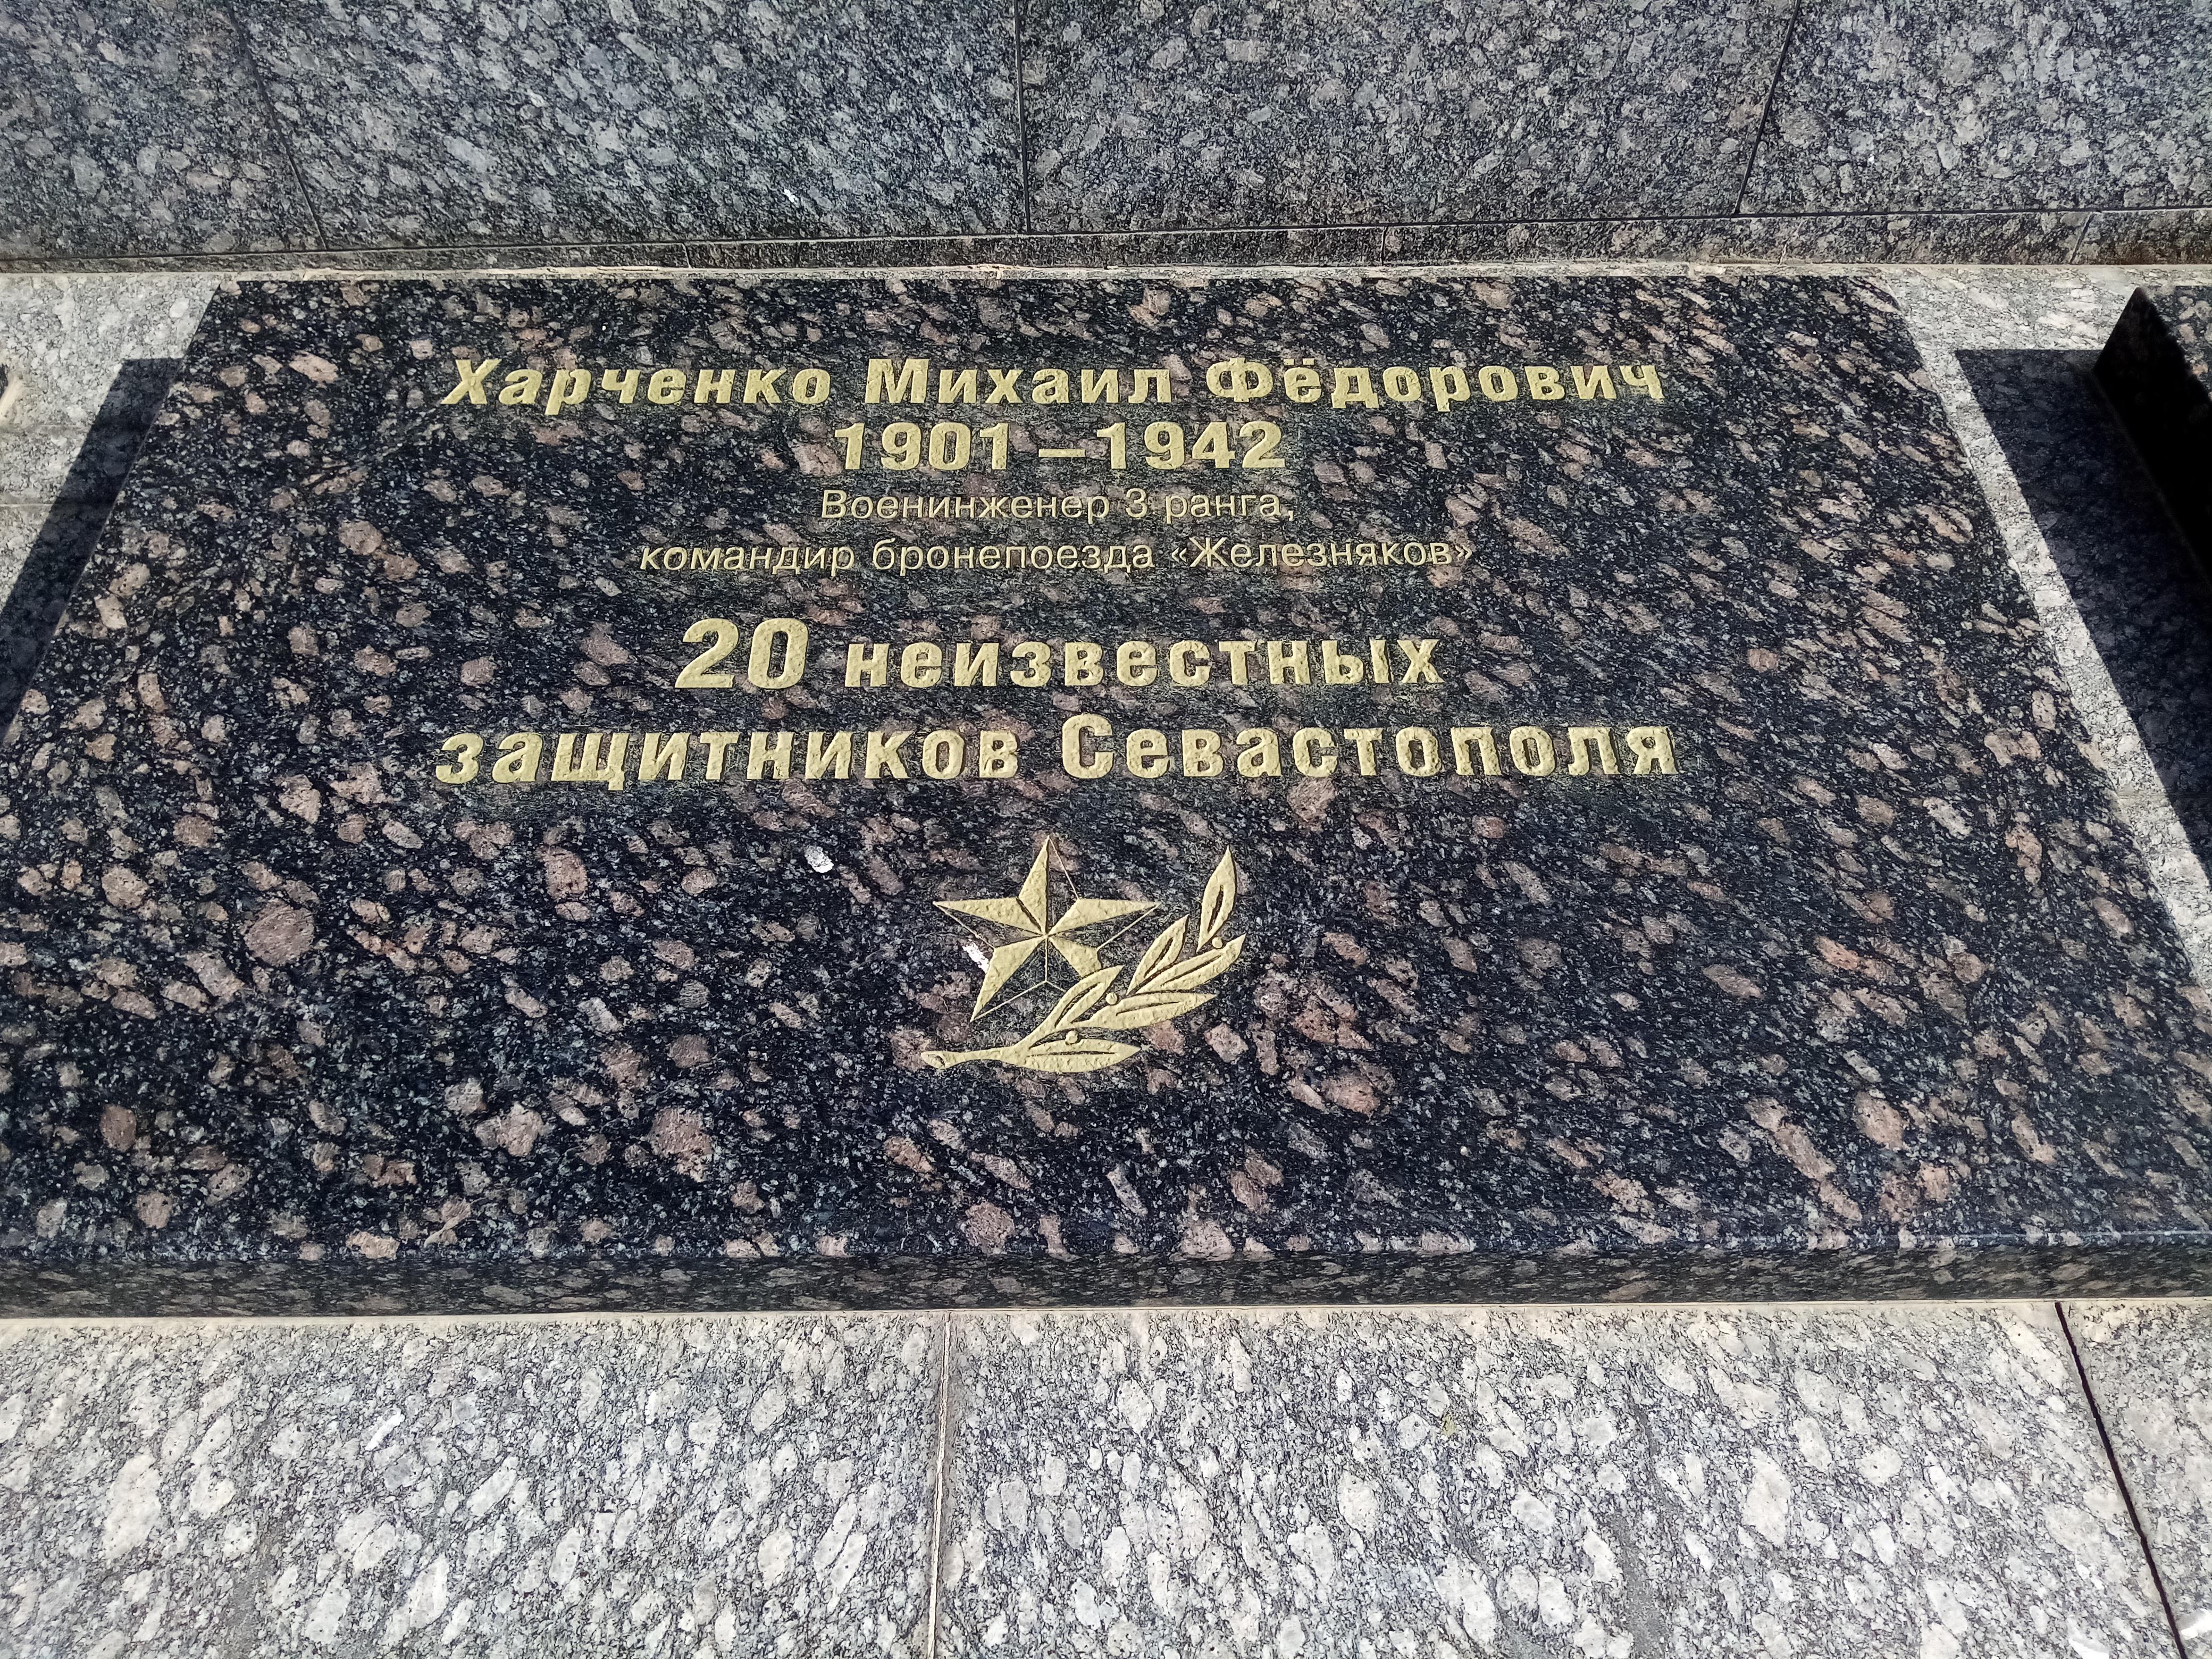 Харченко Михаил Фёдорович
1901 – 1942
Военинженер 3 ранга,
командир бронепоезда «Железняков»
20 неизвестных
защитников Севастополя